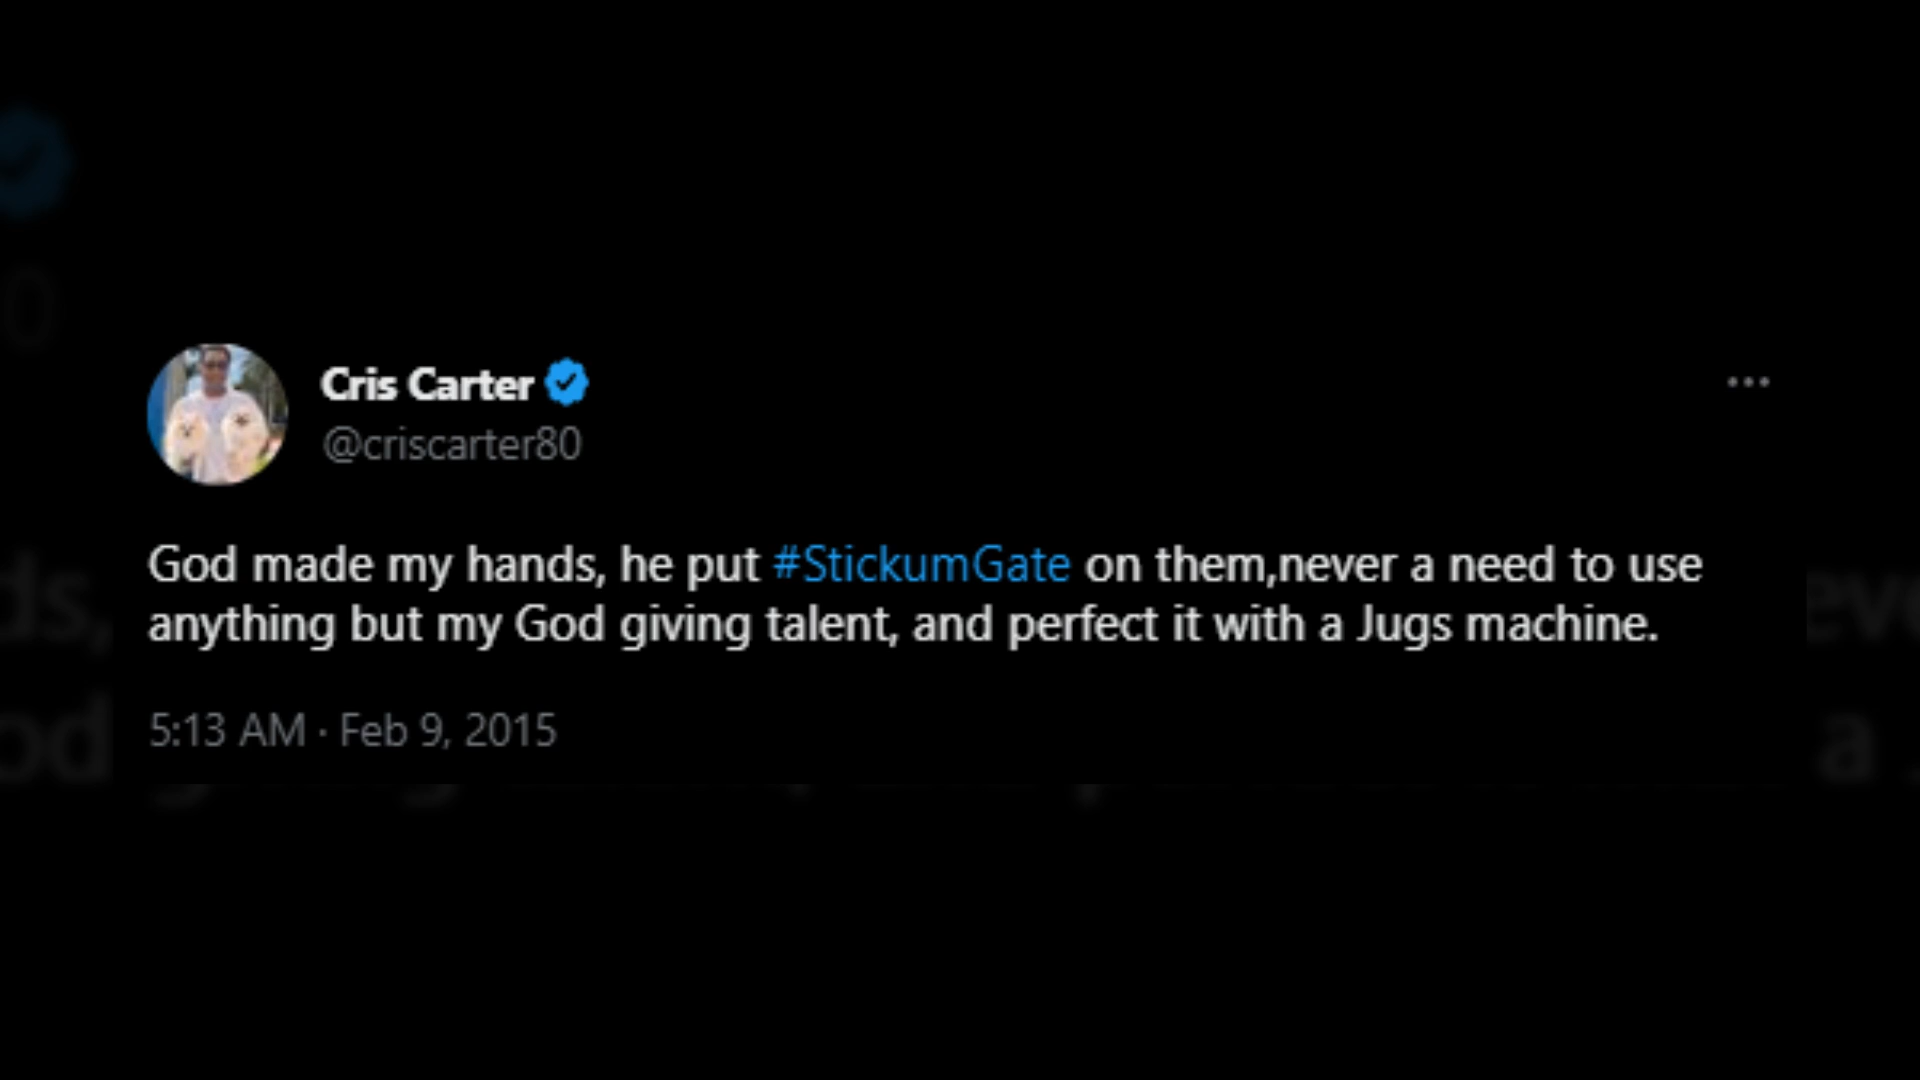 Cris Carter
@criscarter80
God made my hands, he put #StickumGate on them,never a need to use
anything but my God giving talent, and perfect it with a Jugs machine.
5:13 AM · Feb 9, 2015